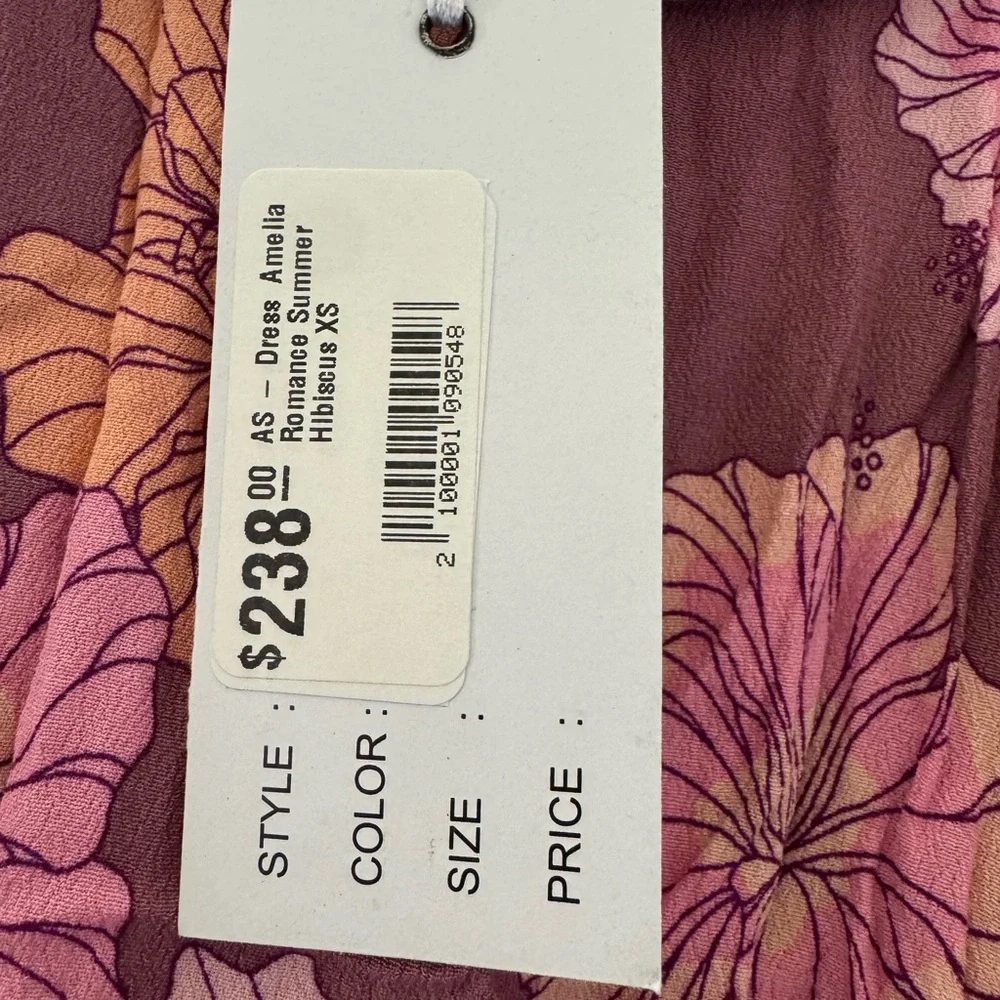 $238.00 AS - Dress Amelia
Romance Summer
Hibiscus XS
2 100001 090548
STYLE :
COLOR :
SIZE :
PRICE :